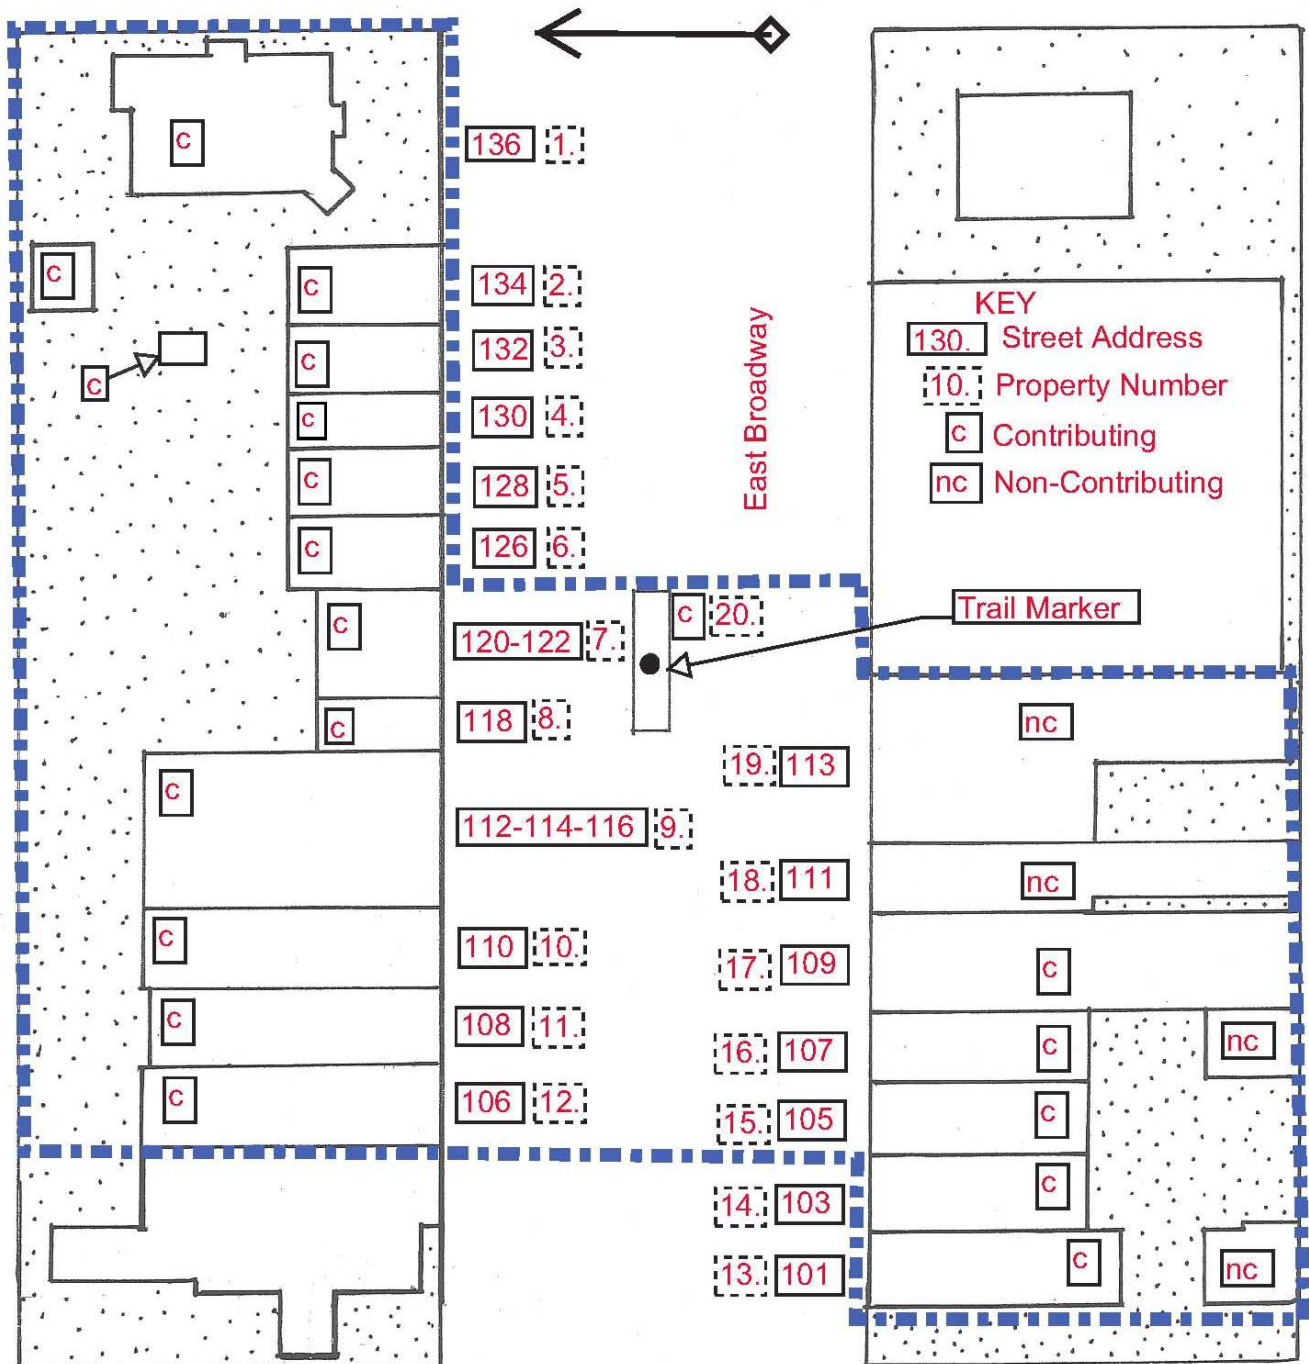 c
136 1.
c
134 2.
c
c
132 3.
c
130 4.
c
128 5.
c
126 6.
c
East Broadway
KEY
130. Street Address
10. Property Number
c Contributing
nc Non-Contributing
Trail Marker
c 20.
c
120-122 7.
c
118 8.
c
112-114-116 9.
c
110 10.
c
108 11.
c
106 12.
19. 113
nc
18. 111
nc
17. 109
c
16. 107
c
nc
15. 105
c
14. 103
c
13. 101
c
nc